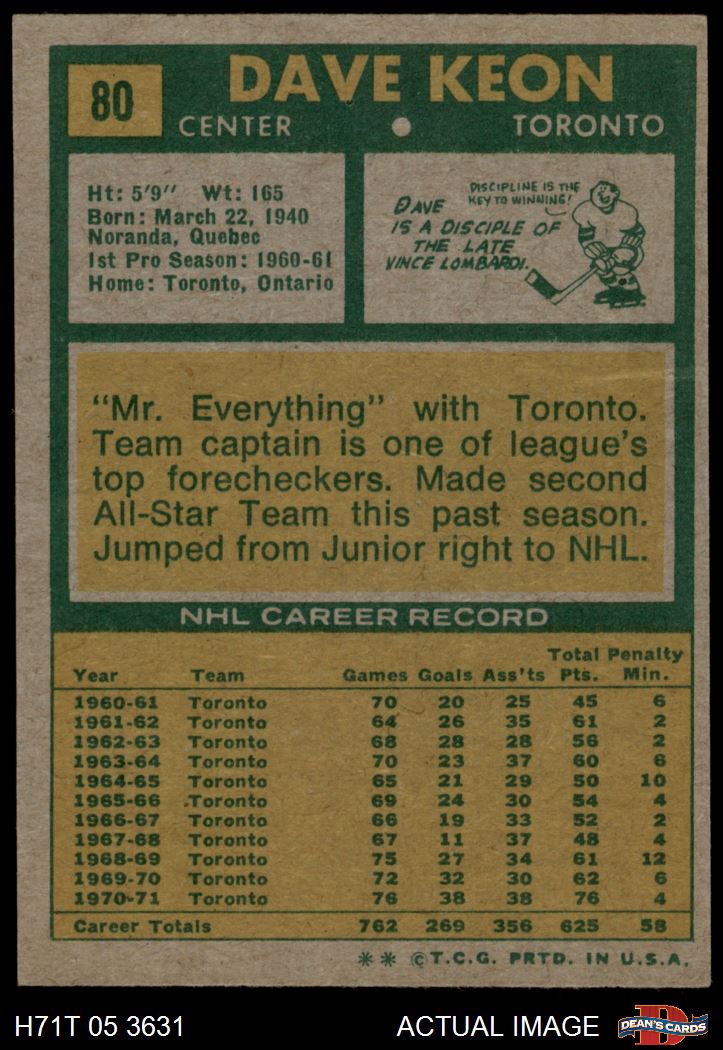 80
DAVE KEON
CENTER • TORONTO
Ht: 5'9" Wt: 165
Born: March 22, 1940
Noranda, Quebec
1st Pro Season: 1960-61
Home: Toronto, Ontario
DISCIPLINE IS THE
KEY TO WINNING!
DAVE
IS A DISCIPLE OF
THE LATE
VINCE LOMBARDI.
"Mr. Everything" with Toronto.
Team captain is one of league's
top forecheckers. Made second
All-Star Team this past season.
Jumped from Junior right to NHL.
NHL CAREER RECORD
Total Penalty
Year Team Games Goals Ass'ts Pts. Min.
1960-61 Toronto 70 20 25 45 6
1961-62 Toronto 64 26 35 61 2
1962-63 Toronto 68 28 28 56 2
1963-64 Toronto 70 23 37 60 6
1964-65 Toronto 65 21 29 50 10
1965-66 Toronto 69 24 30 54 4
1966-67 Toronto 66 19 33 52 2
1967-68 Toronto 67 11 37 48 4
1968-69 Toronto 75 27 34 61 12
1969-70 Toronto 72 32 30 62 6
1970-71 Toronto 76 38 38 76 4
Career Totals 762 269 356 625 58
** ©T.C.G. PRTD. IN U.S.A.
H71T 05 3631 ACTUAL IMAGE
D
DEAN'S CARDS